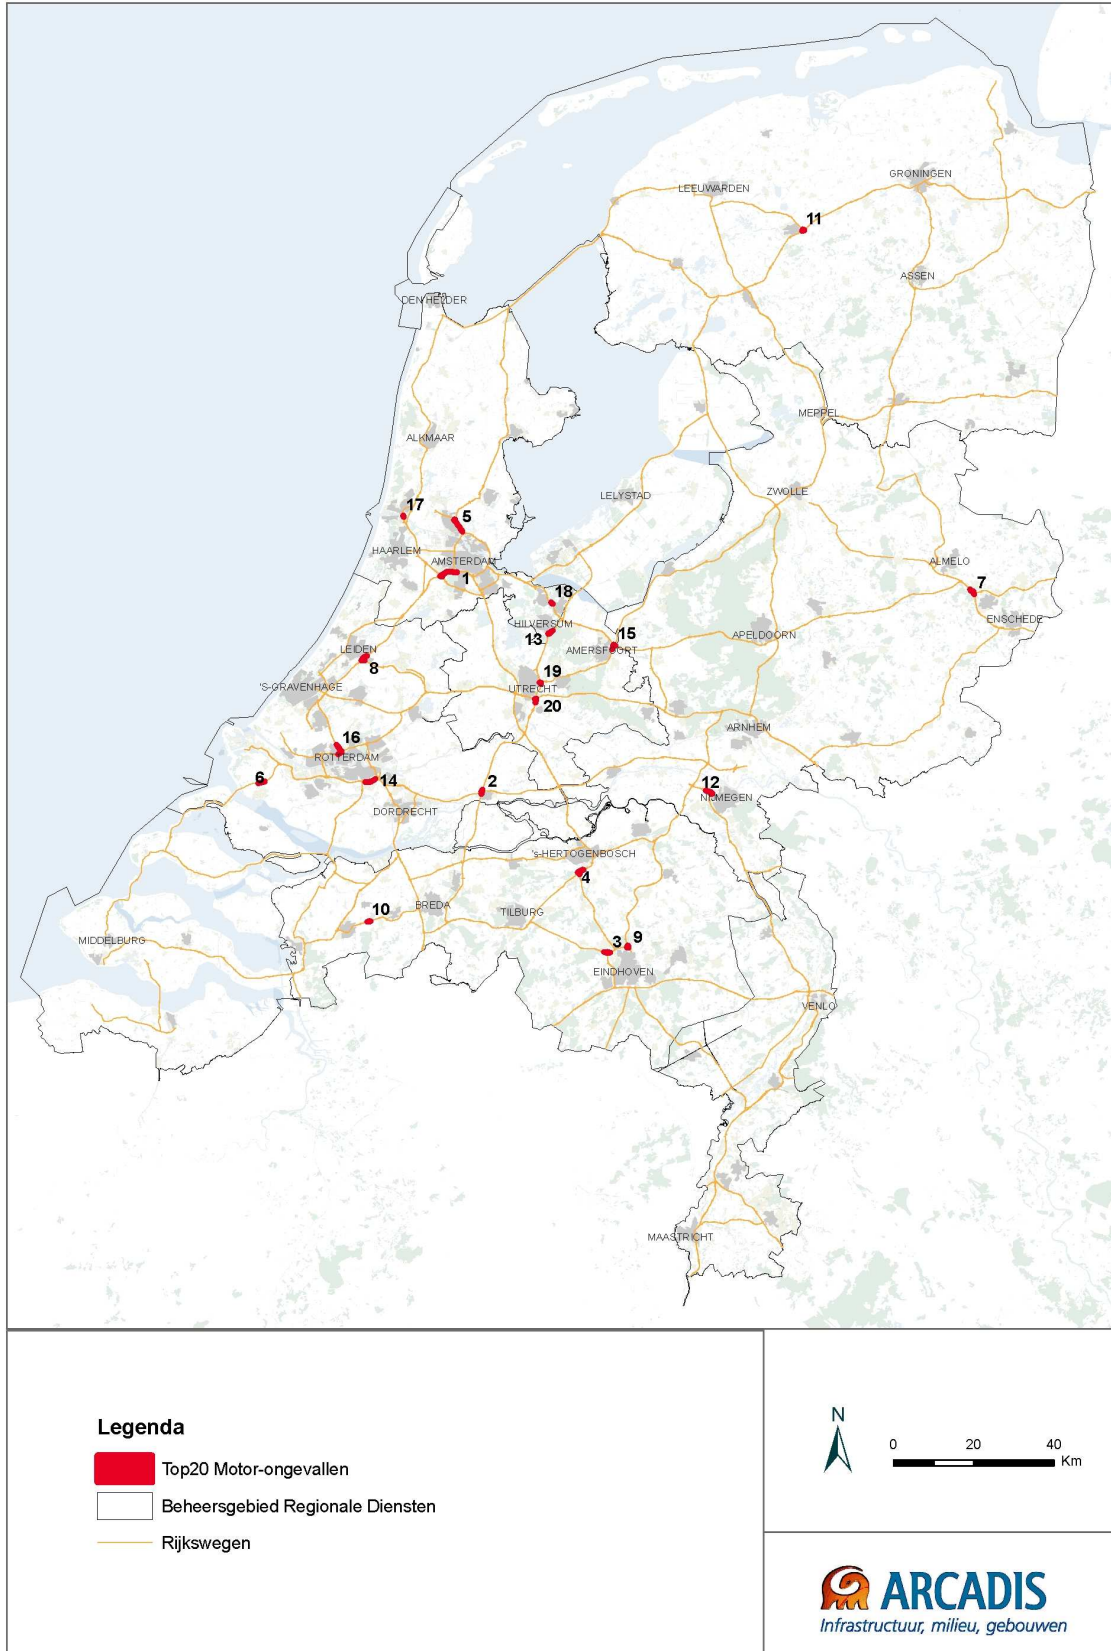 GRONINGEN
LEEUWARDEN
11
ASSEN
DEN HELDER
MEPPEL
ALKMAAR
ZWOLLE
LELYSTAD
17
5
HAARLEM
AMSTERDAM
1
ALMELO
7
18
ENSCHEDE
HILVERSUM
13
15
APELDOORN
LEIDEN
AMERSFOORT
8
19
'S-GRAVENHAGE
UTRECHT
20
ARNHEM
16
ROTTERDAM
6
14
2
12
NIJMEGEN
DORDRECHT
's-HERTOGENBOSCH
4
BREDA
10
TILBURG
MIDDELBURG
3
9
EINDHOVEN
VENLO
MAASTRICHT
Legenda
Top20 Motor-ongevallen
Beheersgebied Regionale Diensten
Rijkswegen
N
0 20 40
Km
ARCADIS
Infrastructuur, milieu, gebouwen